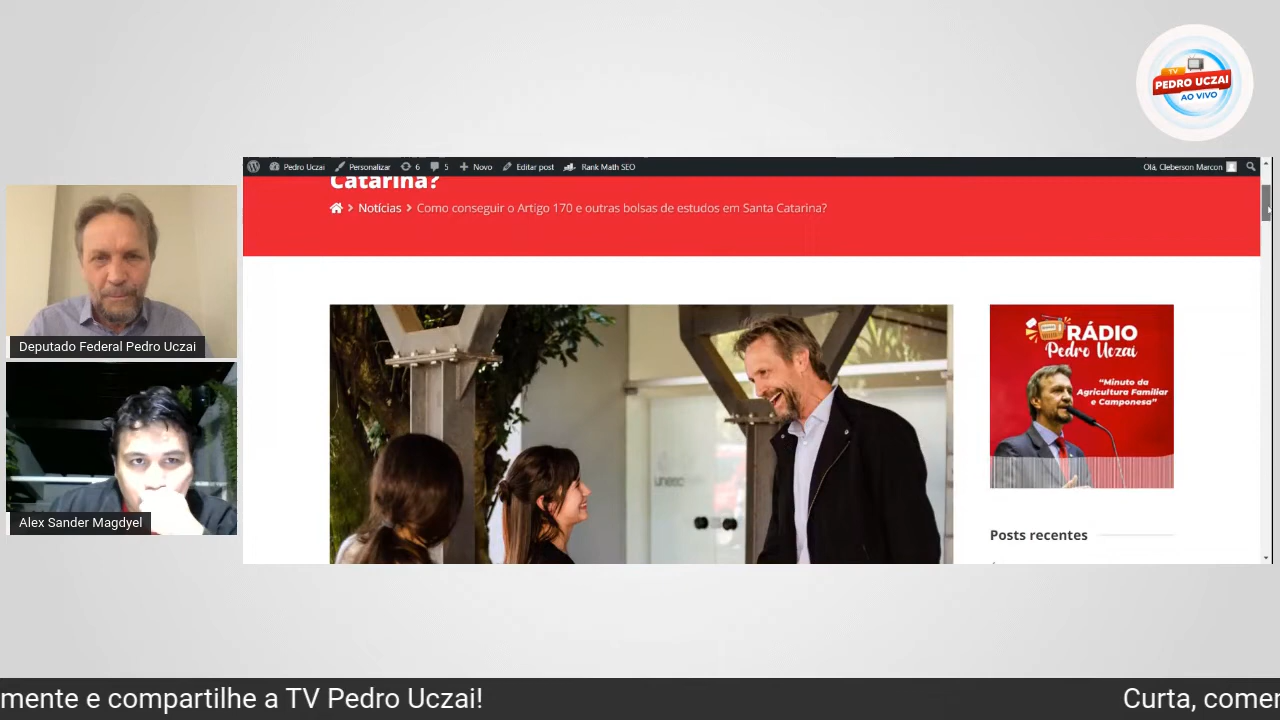 TV
PEDRO UCZAI
AO VIVO
Pedro Uczai Personalizar 6 5 Novo Editar post Rank Math SEO Olá, Cleberson Marcon
Catarina?
Notícias Como conseguir o Artigo 170 e outras bolsas de estudos em Santa Catarina?
Deputado Federal Pedro Uczai
Alex Sander Magdyel
unesc
RÁDIO
Pedro Uczai
“Minuto da
Agricultura Familiar
e Camponesa”
Posts recentes
mente e compartilhe a TV Pedro Uczai! Curta, comen